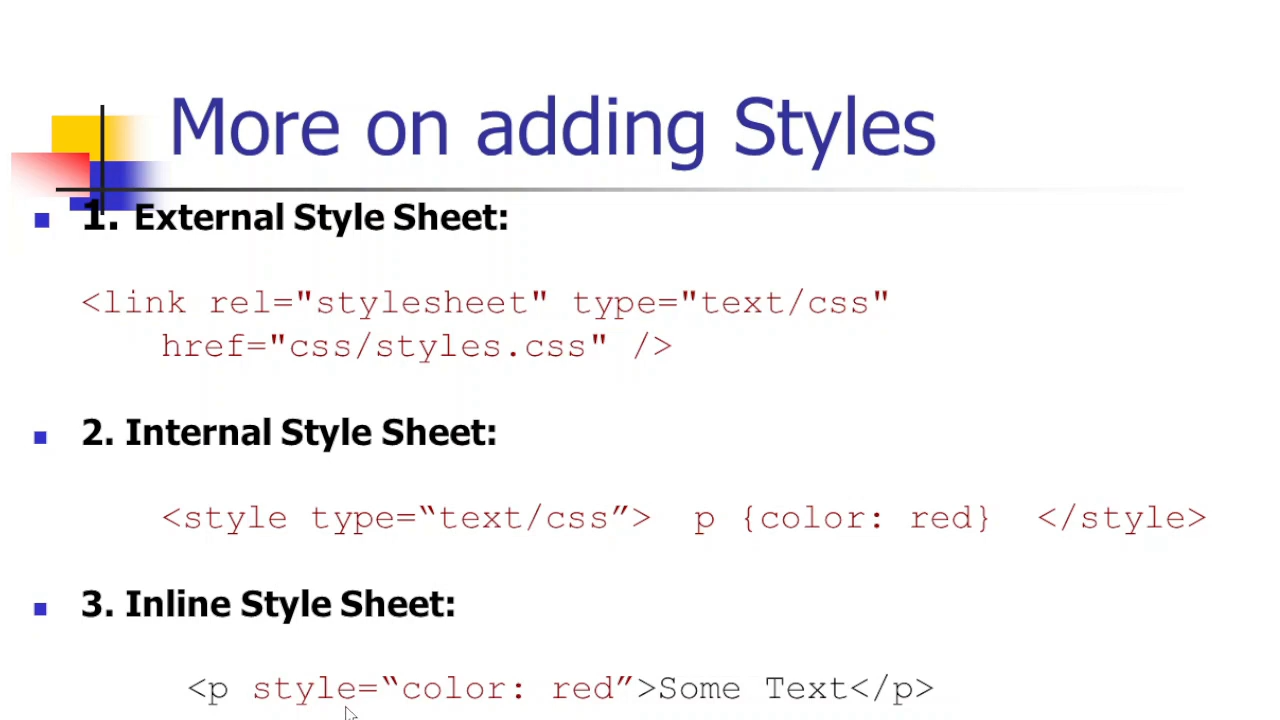 More on adding Styles
1. External Style Sheet:
<link rel="stylesheet" type="text/css"
href="css/styles.css" />
2. Internal Style Sheet:
<style type=“text/css”> p {color: red} </style>
3. Inline Style Sheet:
<p style=“color: red”>Some Text</p>